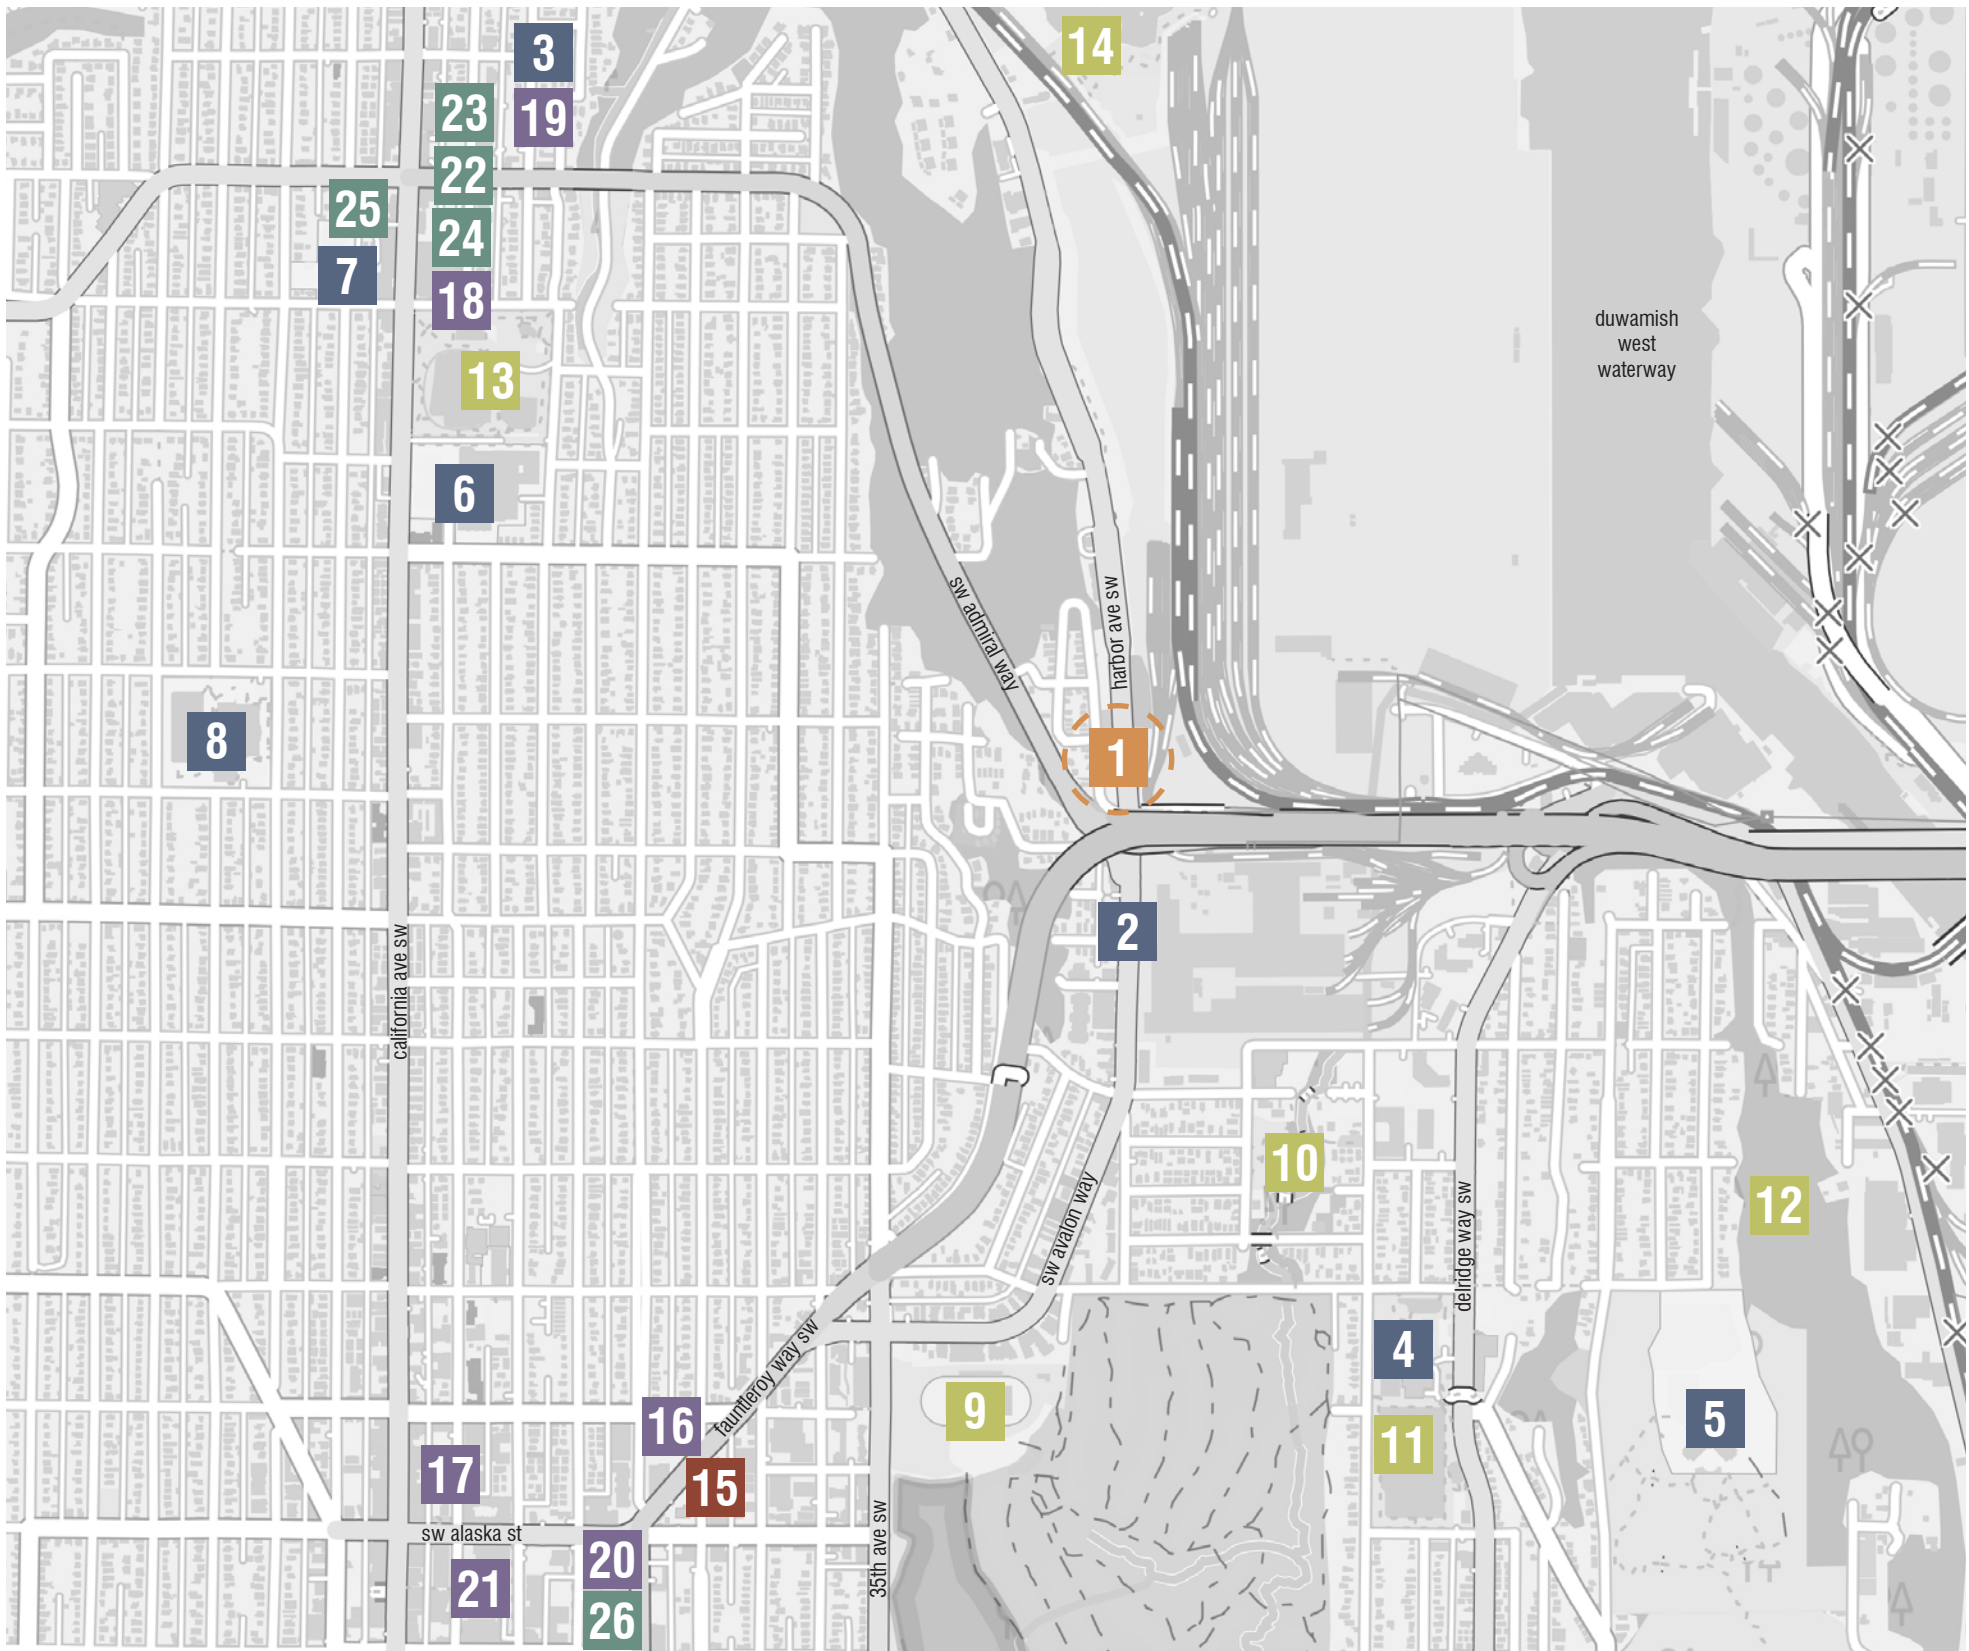 3
14
23
19
22
25
24
7
18
duwamish
west
waterway
13
6
sw admiral way
harbor ave sw
8
1
2
california ave sw
10
sw avalon way
delridge way sw
12
fauntleroy way sw
4
9
16
5
11
17
15
sw alaska st
35th ave sw
20
21
26